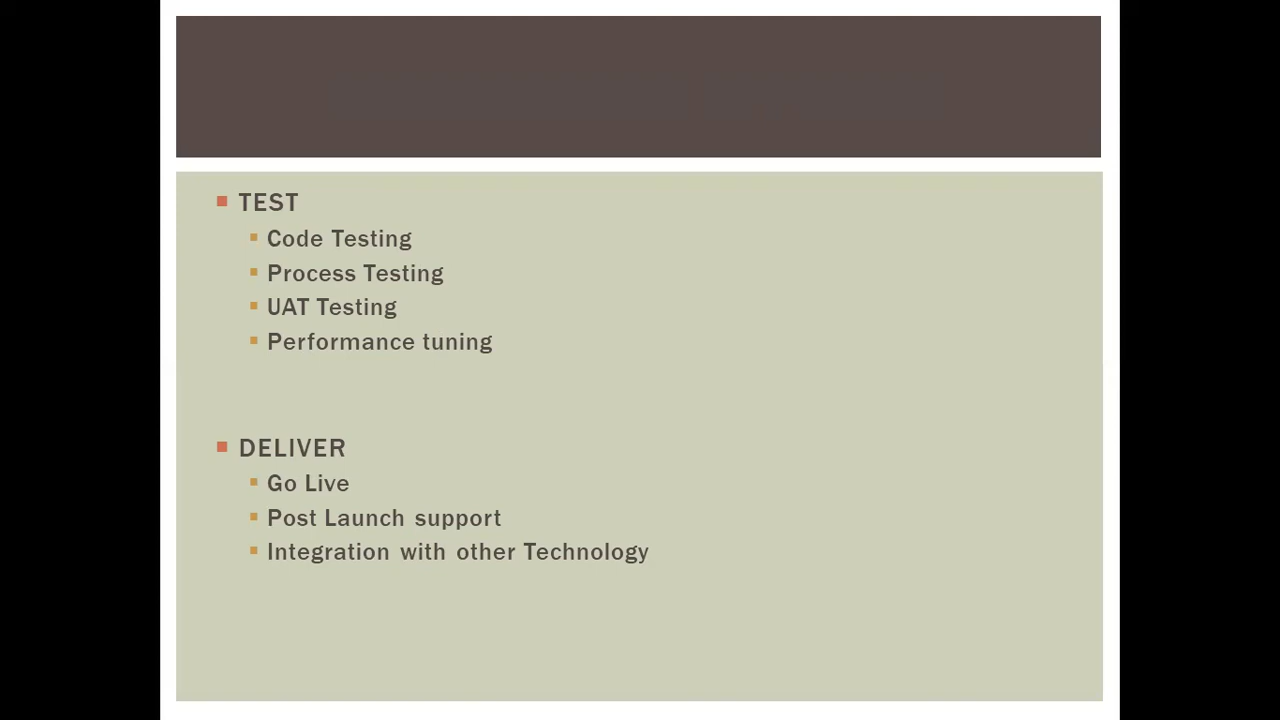 TEST
Code Testing
Process Testing
UAT Testing
Performance tuning
DELIVER
Go Live
Post Launch support
Integration with other Technology